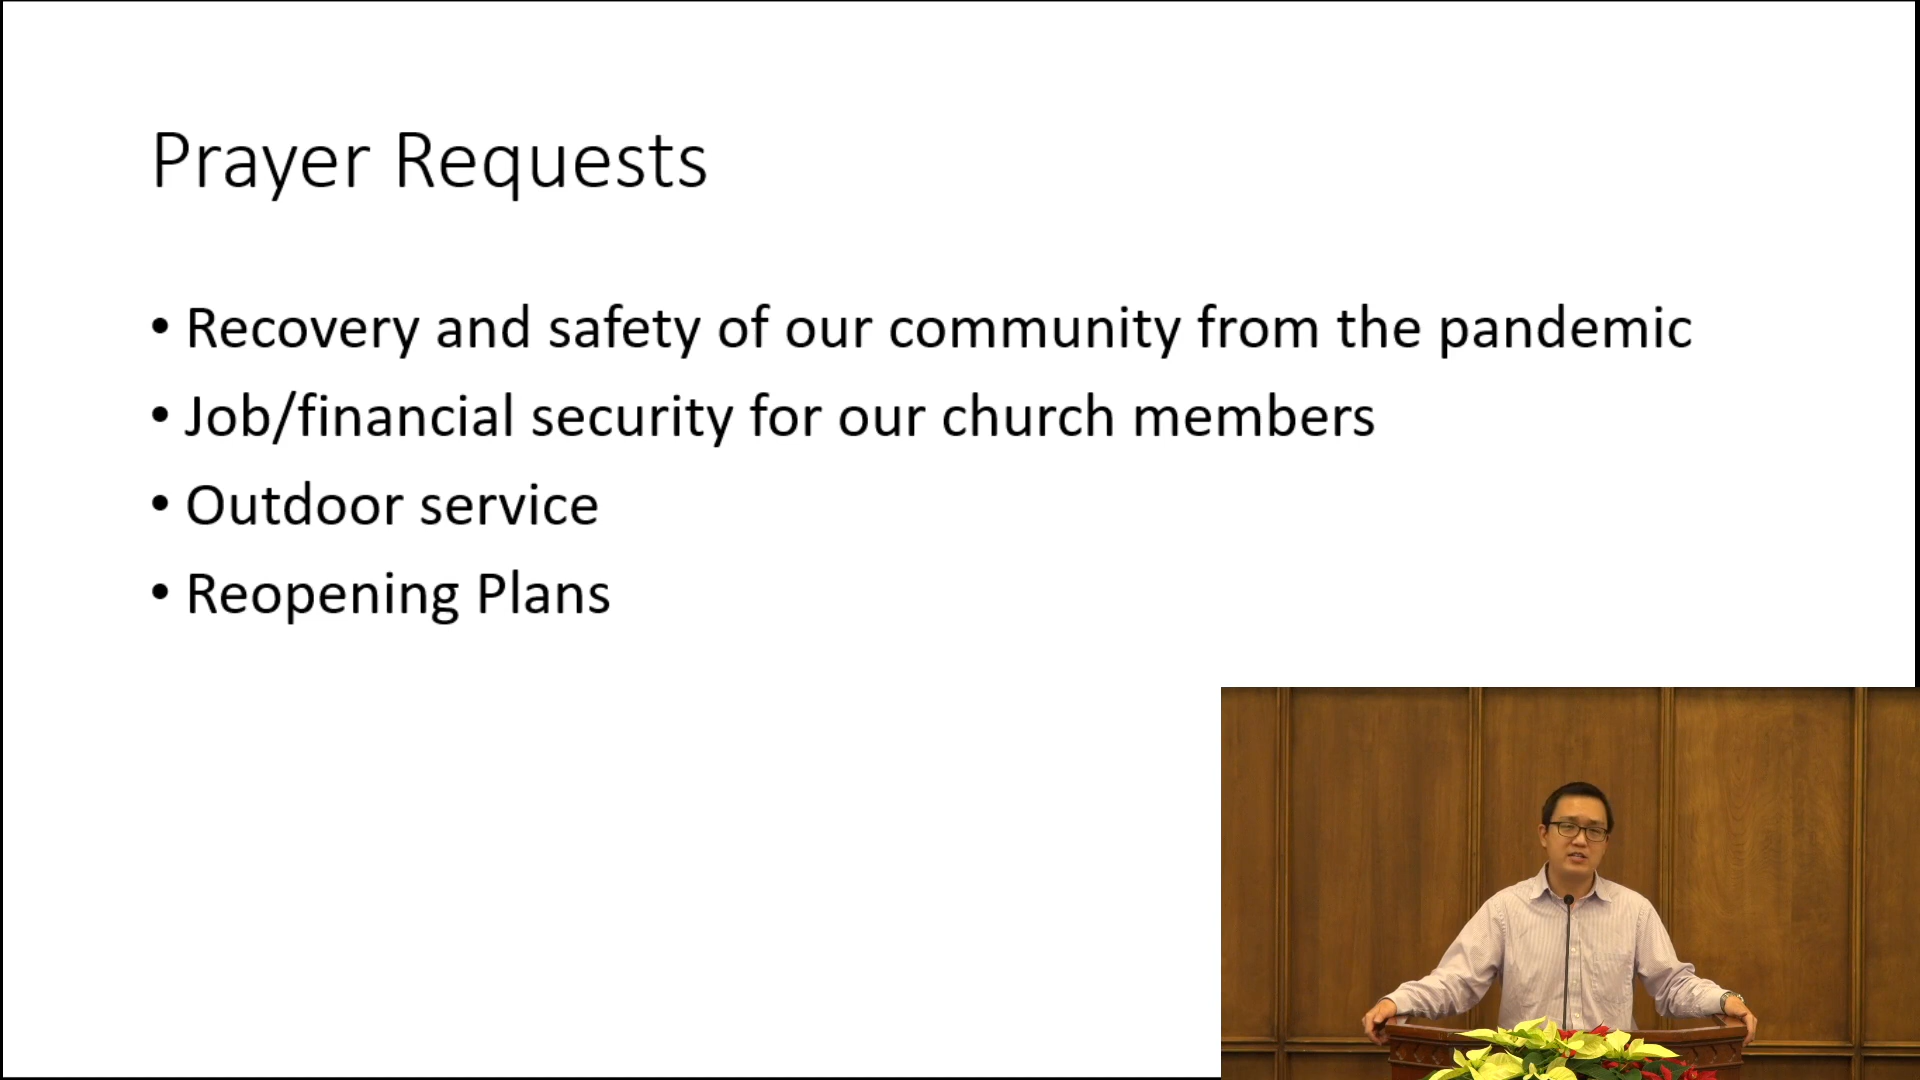 Prayer Requests
• Recovery and safety of our community from the pandemic
• Job/financial security for our church members
• Outdoor service
• Reopening Plans